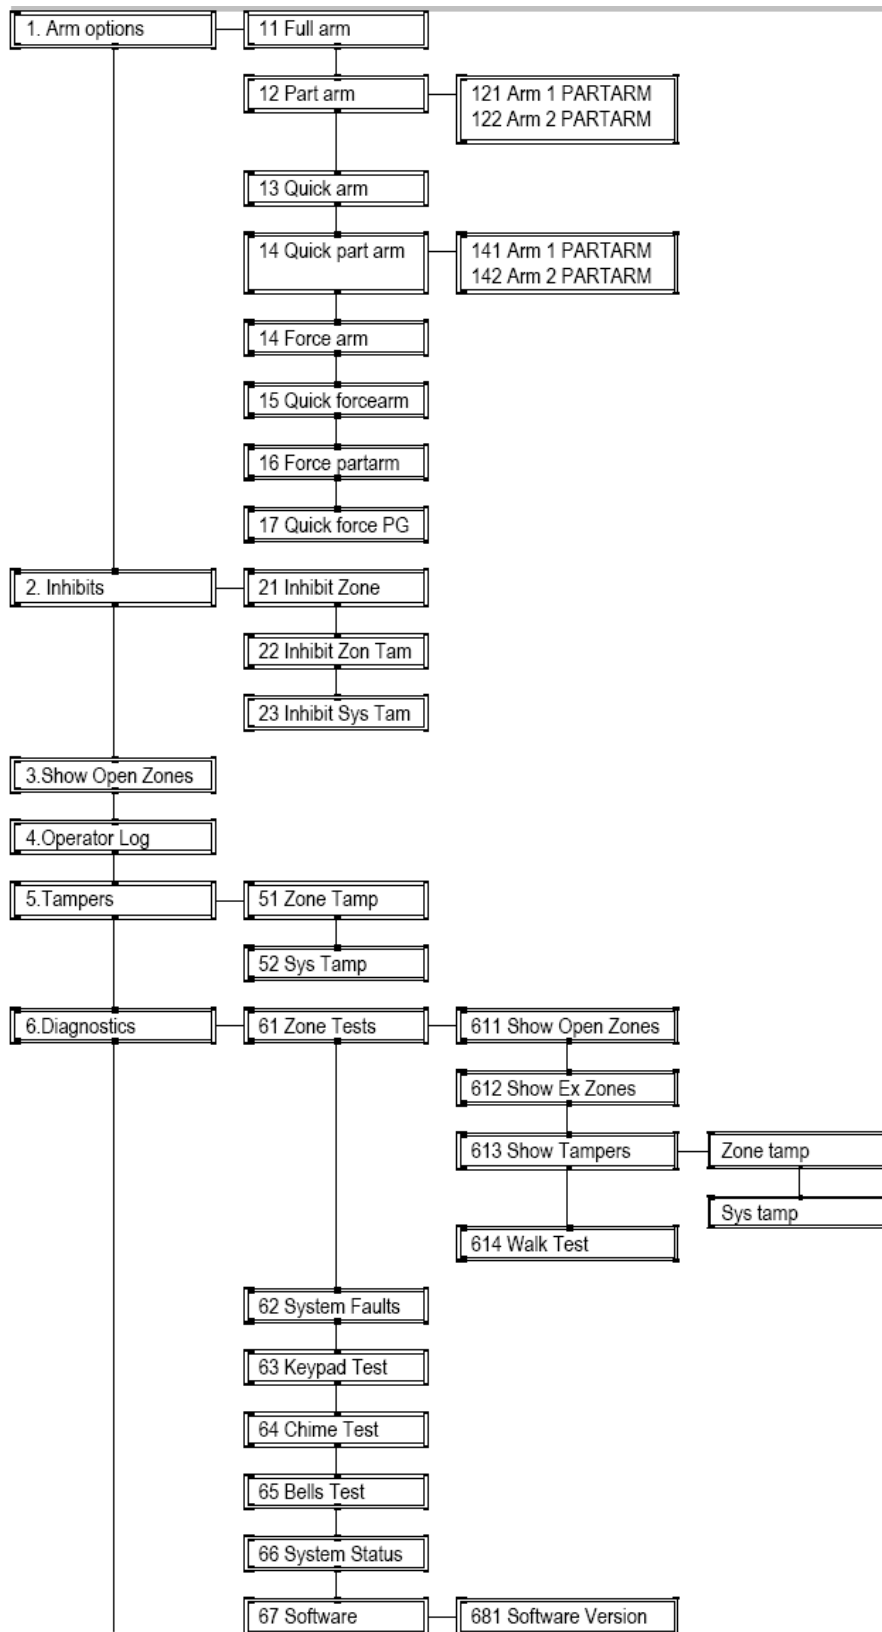 1. Arm options
11 Full arm
12 Part arm
121 Arm 1 PARTARM
122 Arm 2 PARTARM
13 Quick arm
14 Quick part arm
141 Arm 1 PARTARM
142 Arm 2 PARTARM
14 Force arm
15 Quick forcearm
16 Force partarm
17 Quick force PG
2. Inhibits
21 Inhibit Zone
22 Inhibit Zon Tam
23 Inhibit Sys Tam
3.Show Open Zones
4.Operator Log
5.Tampers
51 Zone Tamp
52 Sys Tamp
6.Diagnostics
61 Zone Tests
611 Show Open Zones
612 Show Ex Zones
613 Show Tampers
Zone tamp
Sys tamp
614 Walk Test
62 System Faults
63 Keypad Test
64 Chime Test
65 Bells Test
66 System Status
67 Software
681 Software Version